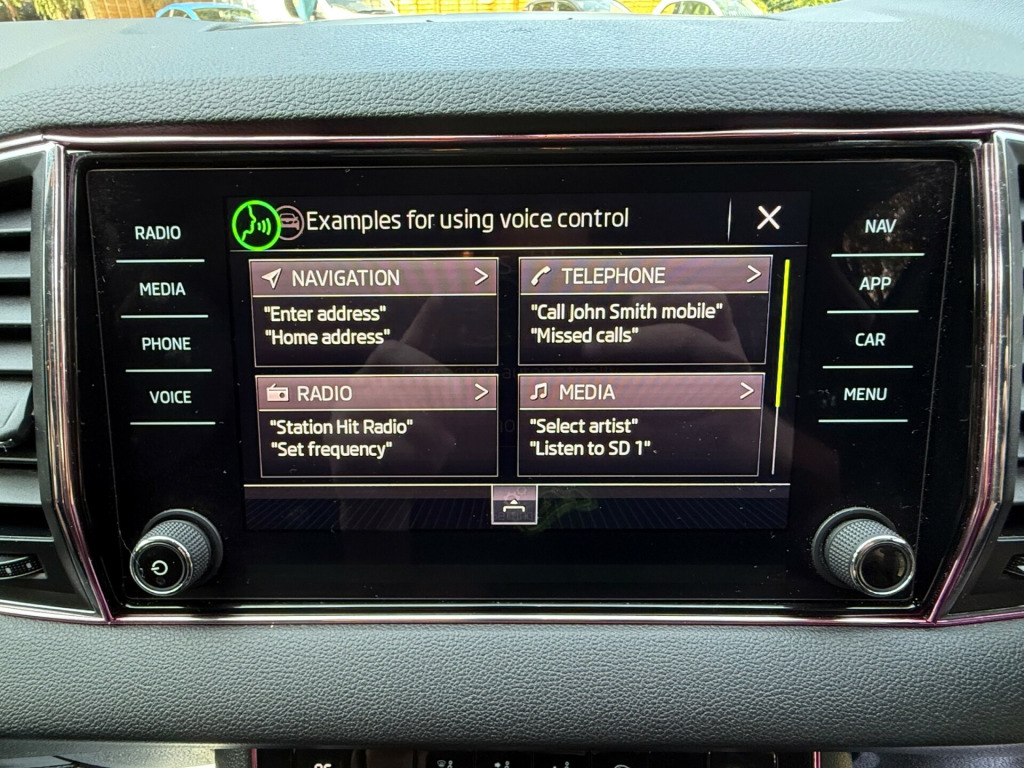 Examples for using voice control
RADIO
MEDIA
PHONE
VOICE
NAVIGATION
"Enter address"
"Home address"
TELEPHONE
"Call John Smith mobile"
"Missed calls"
RADIO
"Station Hit Radio"
"Set frequency"
MEDIA
"Select artist"
"Listen to SD 1"
NAV
APP
CAR
MENU